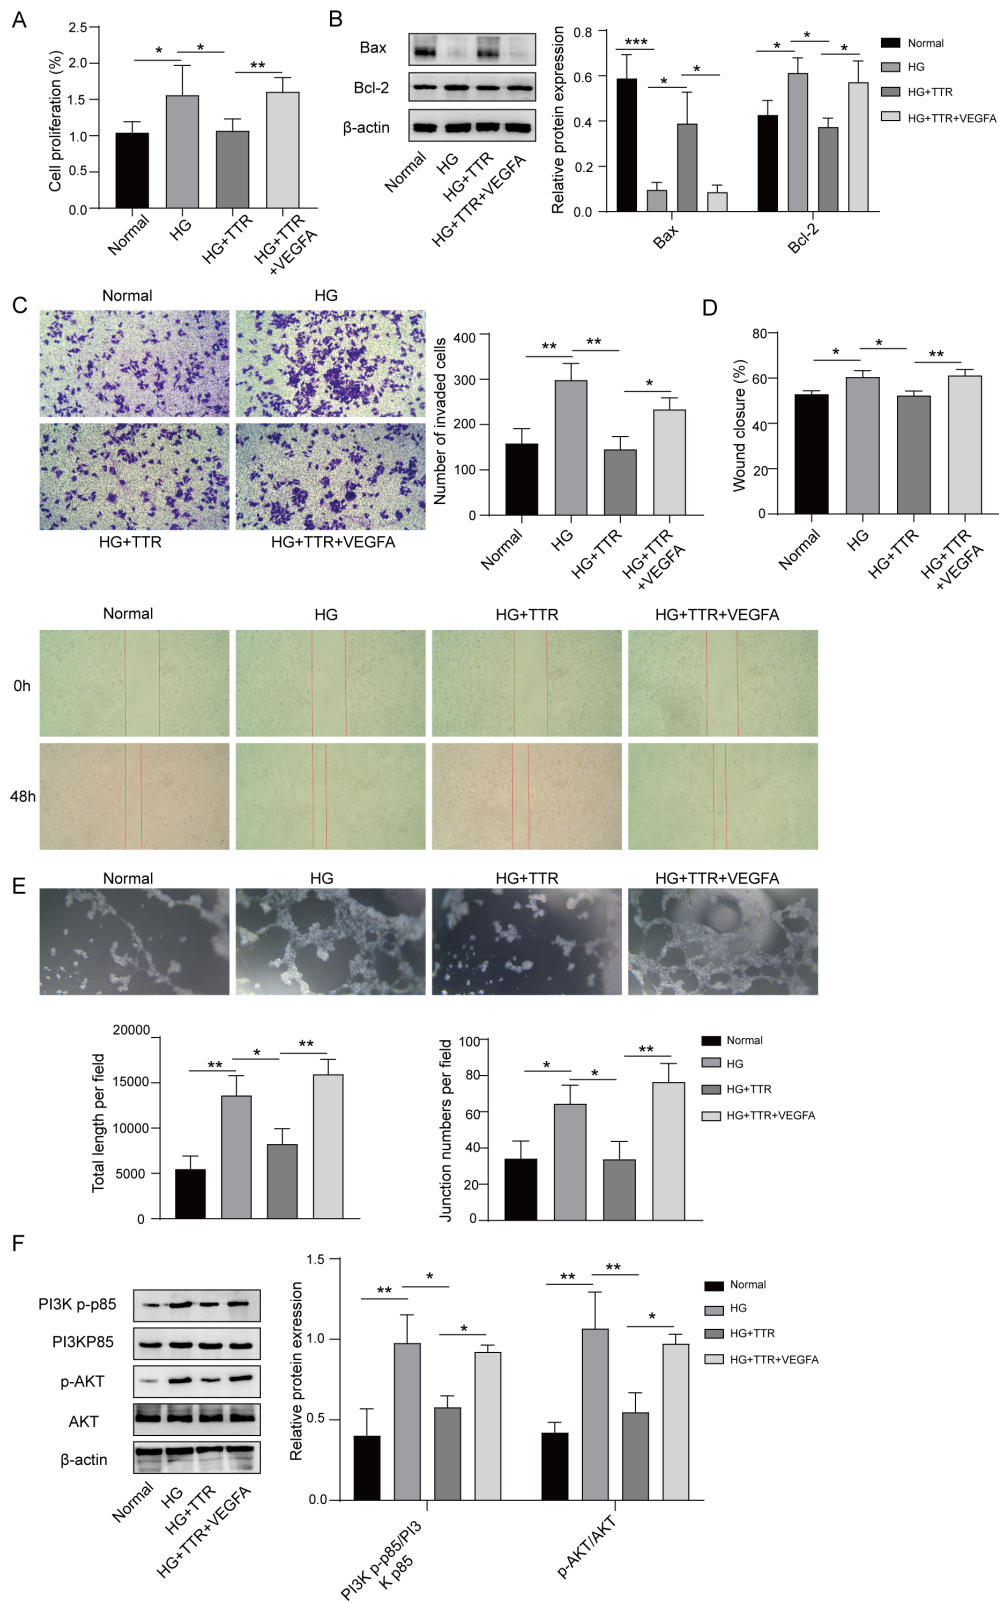 A
Cell proliferation (%)
2.5
2.0
1.5
1.0
0.5
0.0
*
*
**
Normal
HG
HG+TTR
HG+TTR
+VEGFA
B
Bax
Bcl-2
β-actin
Normal
HG
HG+TTR
HG+TTR+VEGFA
Relative protein expression
0.8
0.6
0.4
0.2
0.0
***
*
*
*
*
*
Bax
Bcl-2
Normal
HG
HG+TTR
HG+TTR+VEGFA
C
Normal
HG
HG+TTR
HG+TTR+VEGFA
Number of invaded cells
400
300
200
100
0
**
**
*
Normal
HG
HG+TTR
HG+TTR
+VEGFA
D
Wound closure (%)
80
60
40
20
0
*
*
**
Normal
HG
HG+TTR
HG+TTR
+VEGFA
Normal
HG
HG+TTR
HG+TTR+VEGFA
0h
48h
E
Normal
HG
HG+TTR
HG+TTR+VEGFA
Total length per field
20000
15000
10000
5000
0
**
*
**
Junction numbers per field
100
80
60
40
20
0
*
*
**
Normal
HG
HG+TTR
HG+TTR+VEGFA
F
PI3K p-p85
PI3KP85
p-AKT
AKT
β-actin
Normal
HG
HG+TTR
HG+TTR+VEGFA
Relative protein exression
1.5
1.0
0.5
0.0
**
*
*
**
**
*
PI3K p-p85/PI3
K p85
p-AKT/AKT
Normal
HG
HG+TTR
HG+TTR+VEGFA